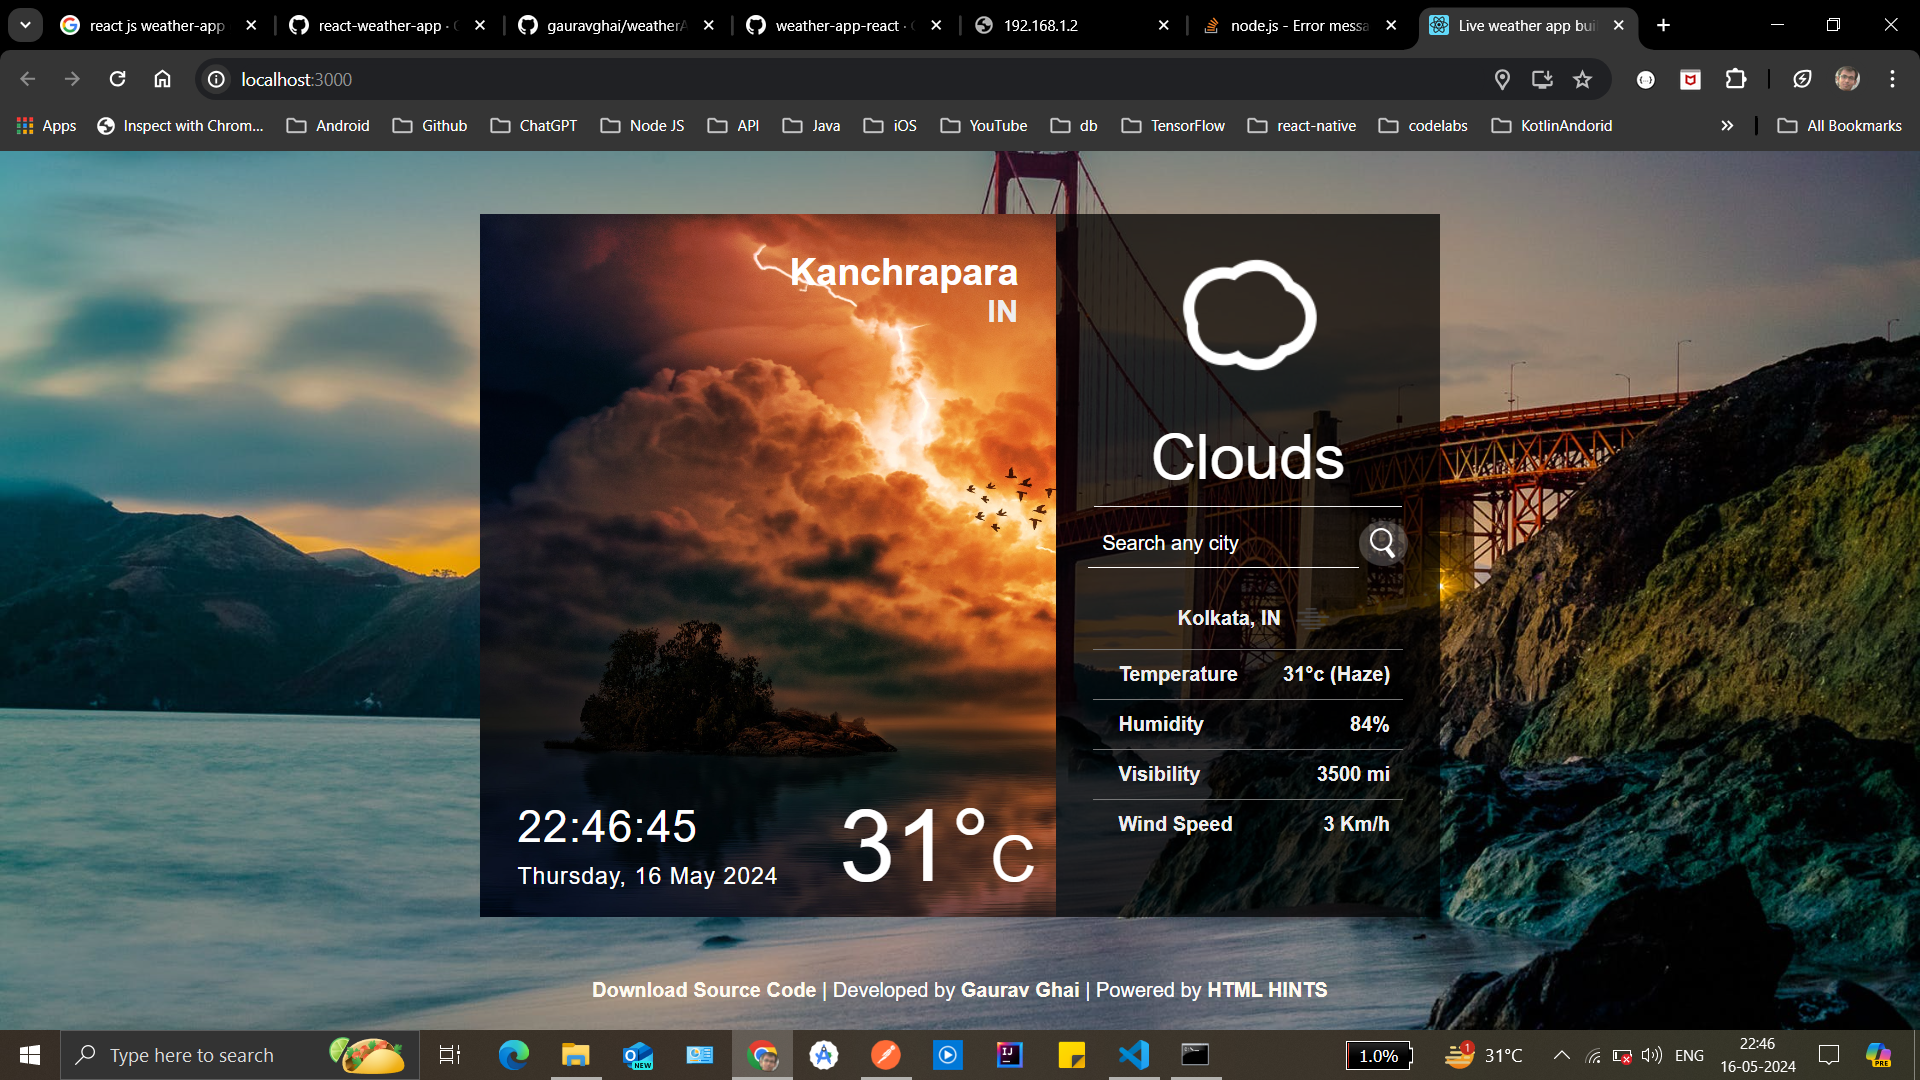 react js weather-app
react-weather-app · 
gauravghai/weatherA
weather-app-react · 
192.168.1.2
node.js - Error messa
Live weather app bui
localhost:3000
Apps
Inspect with Chrom...
Android
Github
ChatGPT
Node JS
API
Java
iOS
YouTube
db
TensorFlow
react-native
codelabs
KotlinAndorid
All Bookmarks
Kanchrapara
IN
22:46:45
Thursday, 16 May 2024
31°C
Clouds
Search any city
Kolkata, IN
Temperature 31°c (Haze)
Humidity 84%
Visibility 3500 mi
Wind Speed 3 Km/h
Download Source Code | Developed by Gaurav Ghai | Powered by HTML HINTS
Type here to search
NEW
1.0%
1
31°C
ENG
22:46
16-05-2024
PRE